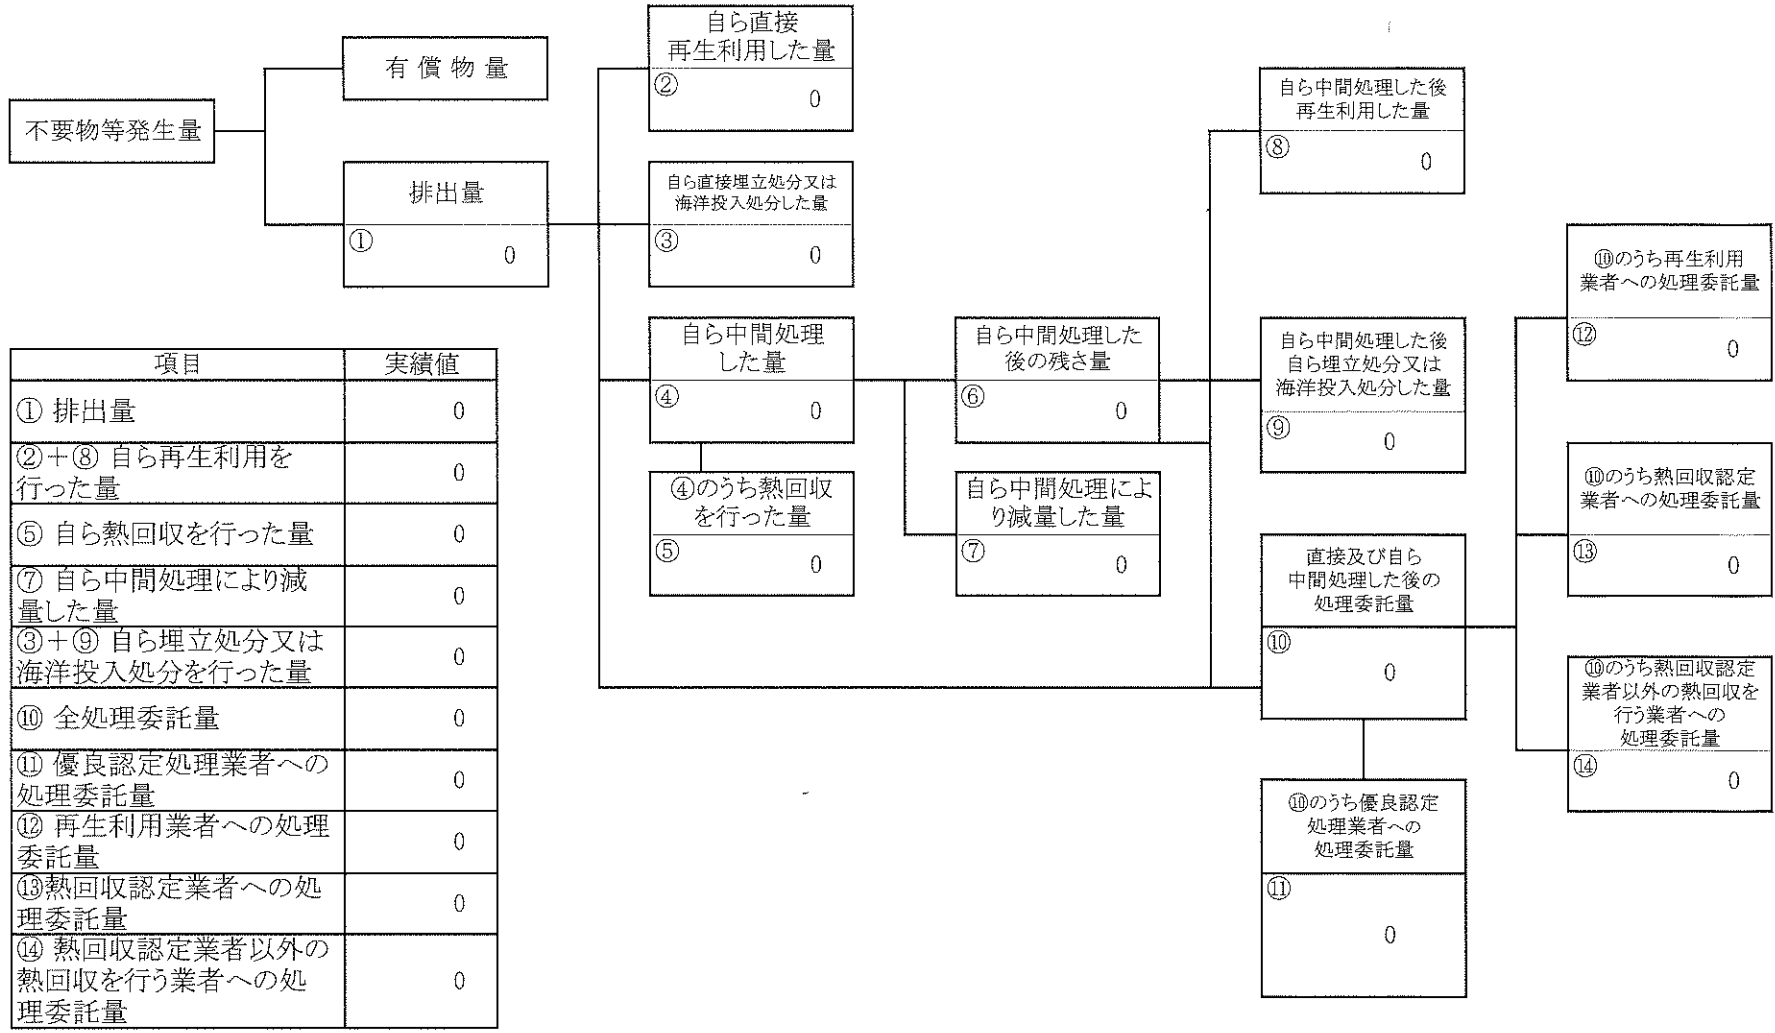 不要物等発生量
有償物量
排出量
①
0
自ら直接
再生利用した量
②
0
自ら直接埋立処分又は
海洋投入処分した量
③
0
自ら中間処理
した量
④
0
④のうち熱回収
を行った量
⑤
0
自ら中間処理した
後の残さ量
⑥
0
自ら中間処理によ
り減量した量
⑦
0
自ら中間処理した後
再生利用した量
⑧
0
自ら中間処理した後
自ら埋立処分又は
海洋投入処分した量
⑨
0
直接及び自ら
中間処理した後の
処理委託量
⑩
0
⑩のうち優良認定
処理業者への
処理委託量
⑪
0
⑩のうち再生利用
業者への処理委託量
⑫
0
⑩のうち熱回収認定
業者への処理委託量
⑬
0
⑩のうち熱回収認定
業者以外の熱回収を
行う業者への
処理委託量
⑭
0
項目 実績値
① 排出量 0
②＋⑧ 自ら再生利用を
行った量 0
⑤ 自ら熱回収を行った量 0
⑦ 自ら中間処理により減
量した量 0
③＋⑨ 自ら埋立処分又は
海洋投入処分を行った量 0
⑩ 全処理委託量 0
⑪ 優良認定処理業者への
処理委託量 0
⑫ 再生利用業者への処理
委託量 0
⑬熱回収認定業者への処
理委託量 0
⑭ 熱回収認定業者以外の
熱回収を行う業者への処
理委託量 0